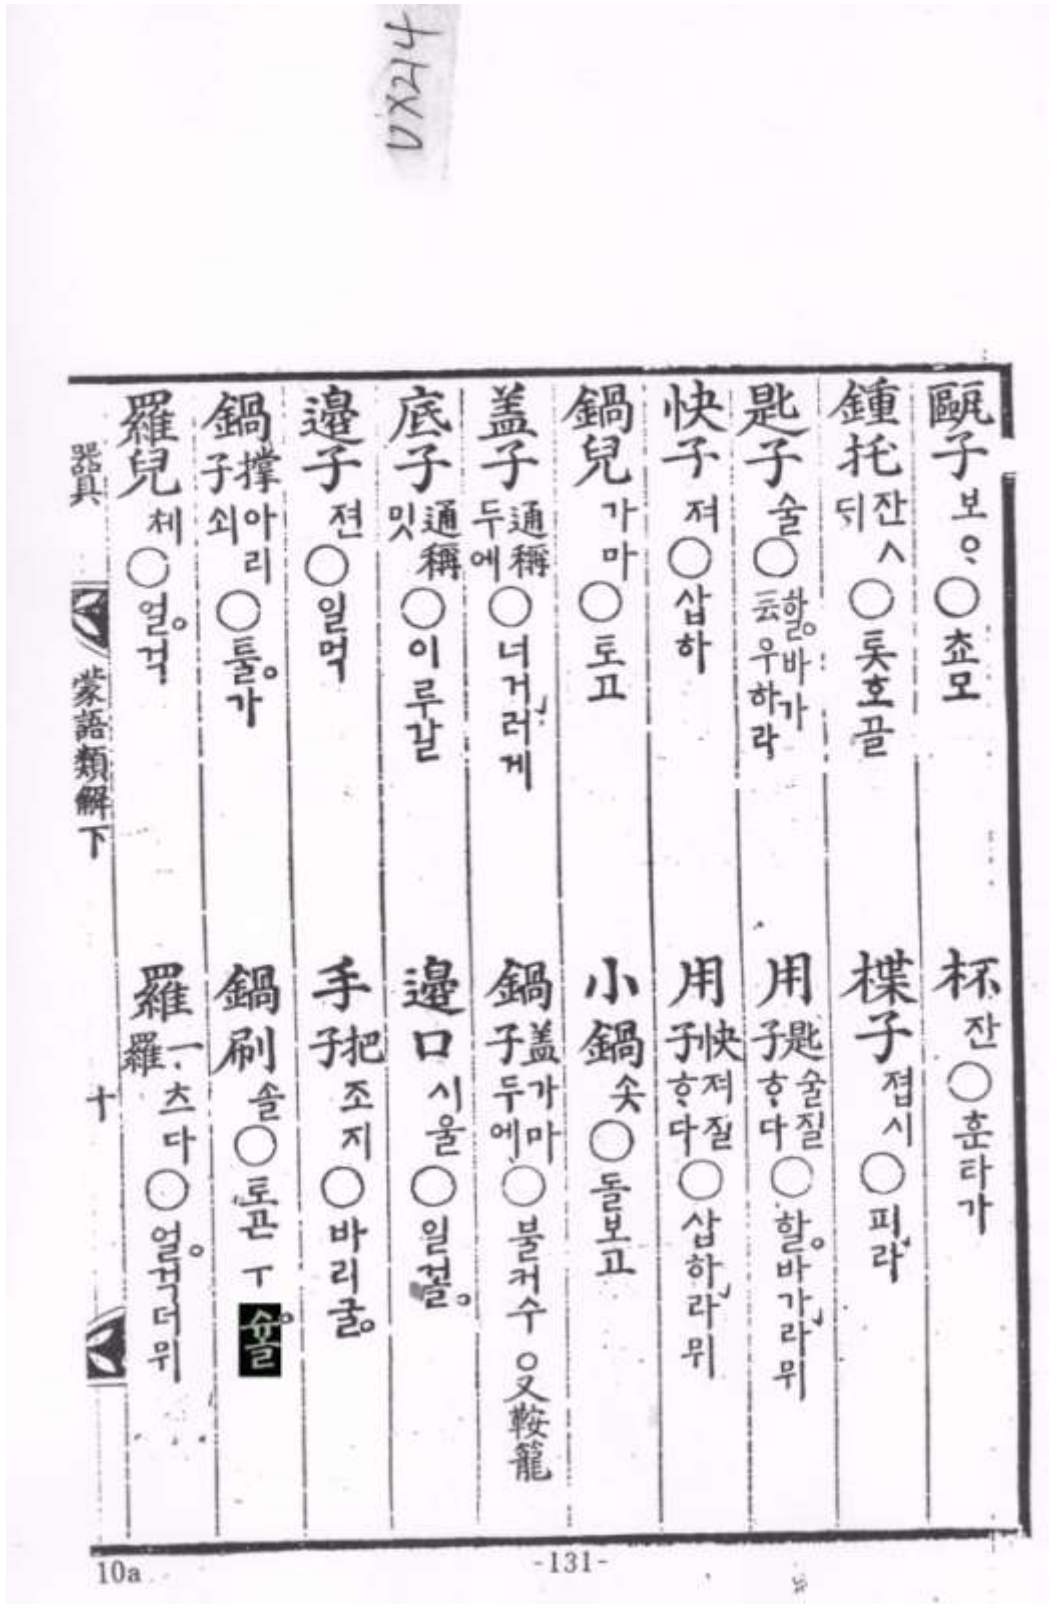 甌子 보ᄋᆞ ○ 쵸모
杯 잔 ○ 훈타가
鍾托 잔ㅅ뒤 ○ 톳호끌
楪子 졉시 ○ 피라
匙子 술 ○ 할바가 云 우하라
用匙子 술질ᄒᆞ다 ○ 할바가라뮈
快子 져 ○ 삽하
用快子 져질ᄒᆞ다 ○ 삽하라뮈
鍋兒 가마 ○ 토고
小鍋 솟 ○ 돌보고
盖子 通稱 두에 ○ 너거러게
鍋盖子 가마두에 ○ 불커수 ○ 又鞍籠
底子 通稱 밋 ○ 이루갈
邊口 시울 ○ 일걸
邊子 젼 ○ 일먹
手把子 조지 ○ 바리굴
鍋撑子 아리쇠 ○ 툴가
鍋刷 솔 ○ 토ㅅ고
羅兒 체 ○ 얼걱
羅一羅 츠다 ○ 얼걱더뮈
器具 蒙語類解下 十
10a
-131-